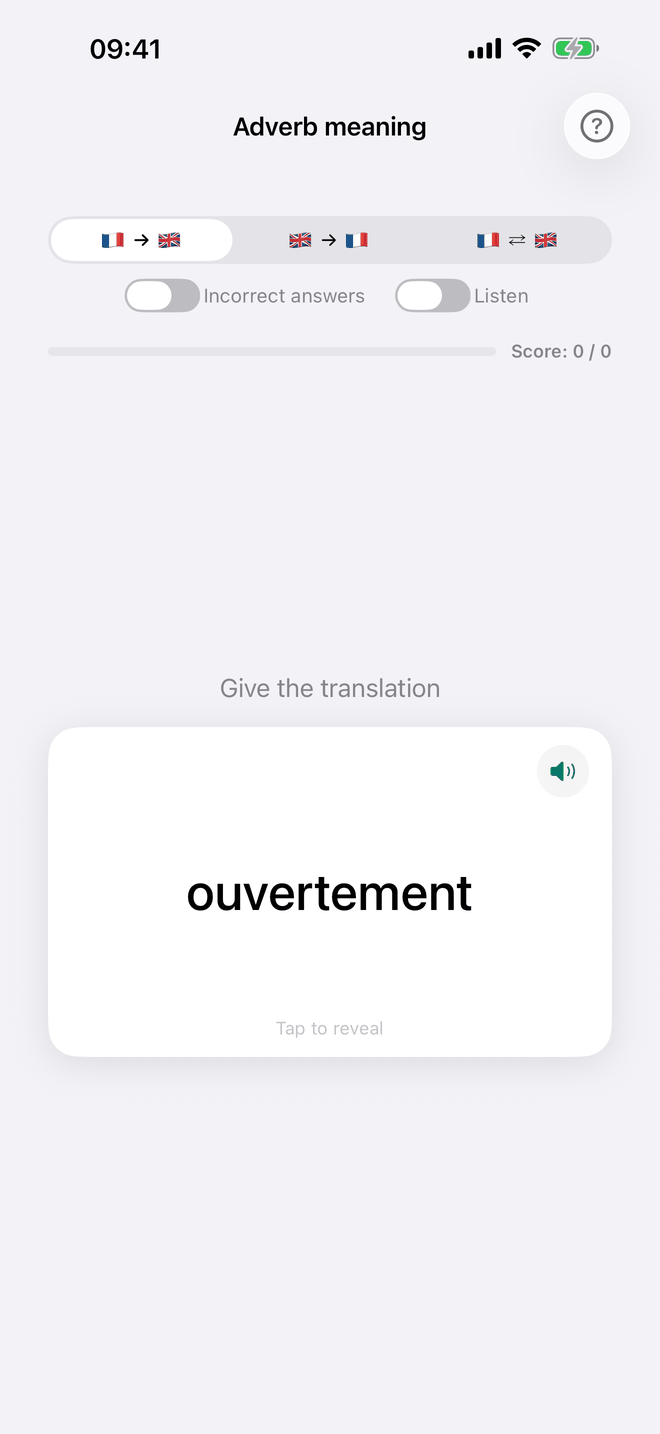 09:41
Adverb meaning
🇫🇷 → 🇬🇧
🇬🇧 → 🇫🇷
🇫🇷 ⇄ 🇬🇧
Incorrect answers
Listen
Score: 0 / 0
Give the translation
ouvertement
Tap to reveal